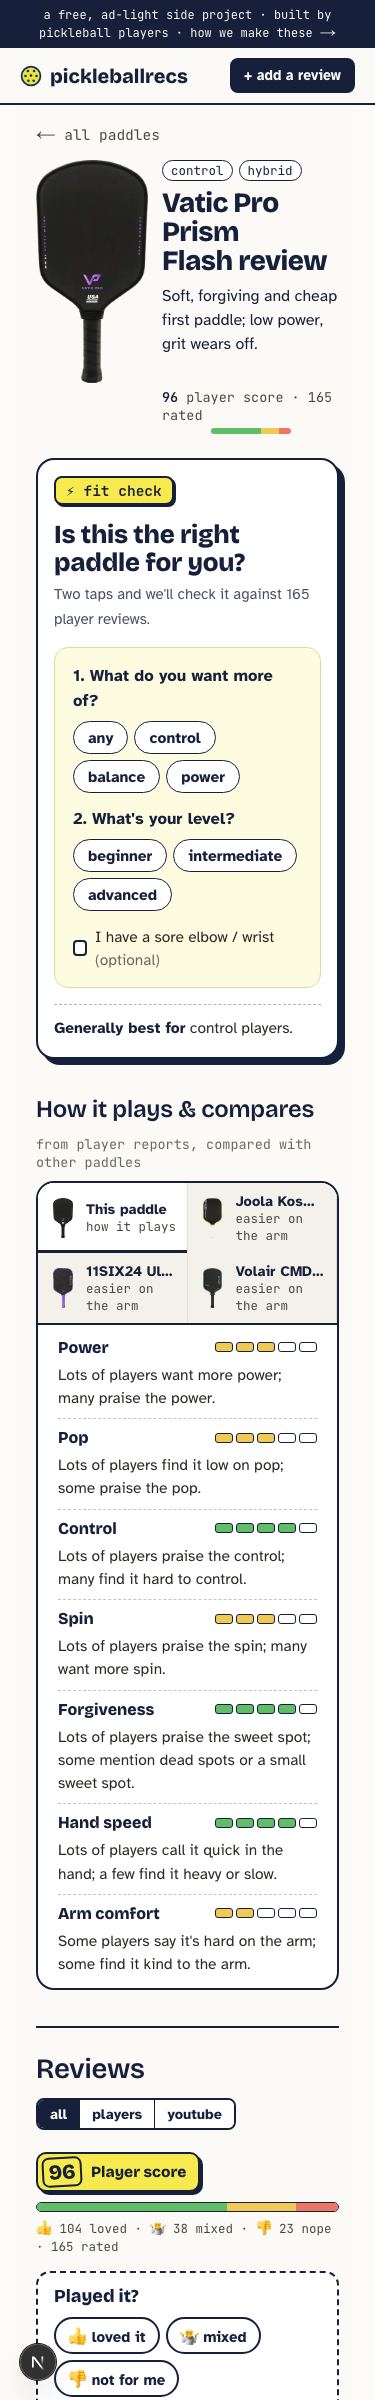 a free, ad-light side project · built by
pickleball players · how we make these →
pickleballrecs
+ add a review
← all paddles
control
hybrid
Vatic Pro
Prism
Flash review
Soft, forgiving and cheap
first paddle; low power,
grit wears off.
96 player score · 165
rated
⚡ fit check
Is this the right
paddle for you?
Two taps and we'll check it against 165
player reviews.
1. What do you want more
of?
any
control
balance
power
2. What's your level?
beginner
intermediate
advanced
I have a sore elbow / wrist
(optional)
Generally best for control players.
How it plays & compares
from player reports, compared with
other paddles
This paddle
how it plays
Joola Kos...
easier on
the arm
11SIX24 Ul...
easier on
the arm
Volair CMD...
easier on
the arm
Power
Lots of players want more power;
many praise the power.
Pop
Lots of players find it low on pop;
some praise the pop.
Control
Lots of players praise the control;
many find it hard to control.
Spin
Lots of players praise the spin; many
want more spin.
Forgiveness
Lots of players praise the sweet spot;
some mention dead spots or a small
sweet spot.
Hand speed
Lots of players call it quick in the
hand; a few find it heavy or slow.
Arm comfort
Some players say it's hard on the arm;
some find it kind to the arm.
Reviews
all
players
youtube
96 Player score
👍 104 loved · 🤷 38 mixed · 👎 23 nope
· 165 rated
Played it?
👍 loved it
🤷 mixed
👎 not for me
N